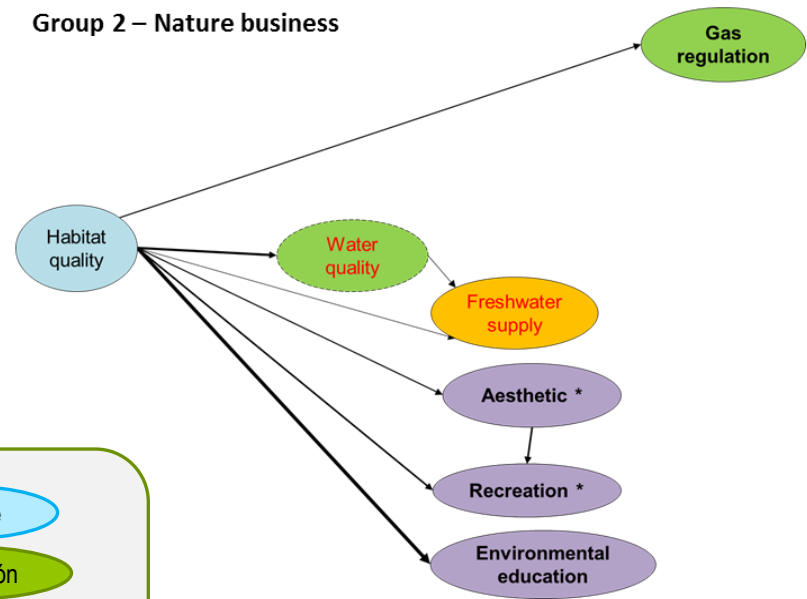 Group 2 – Nature business
Gas
regulation
Habitat
quality
Water
quality
Freshwater
supply
Aesthetic *
Recreation *
Environmental
education